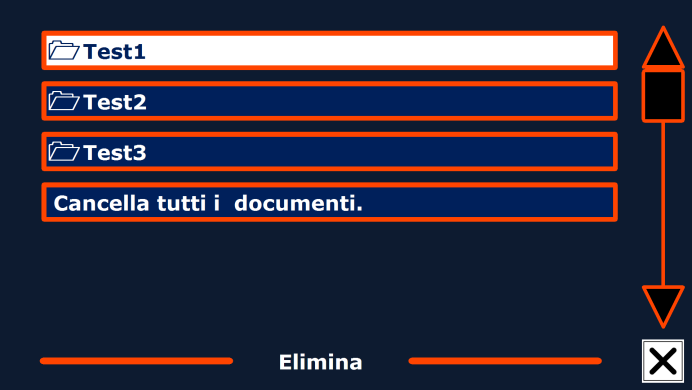 Test1
Test2
Test3
Cancella tutti i  documenti.
Elimina